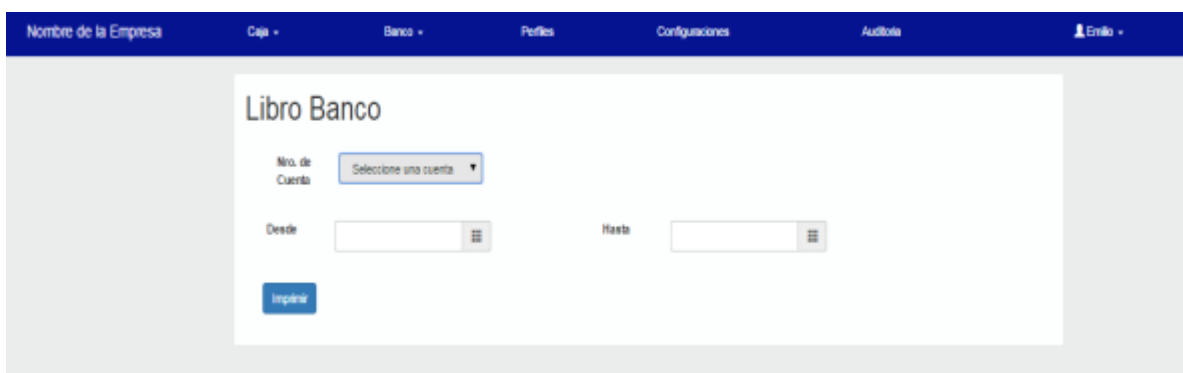 Nombre de la Empresa Caja Banco Perfiles Configuraciones Auditoria Emilio
Libro Banco
Nro. de
Cuenta
Seleccione una cuenta
Desde Hasta
Imprimir